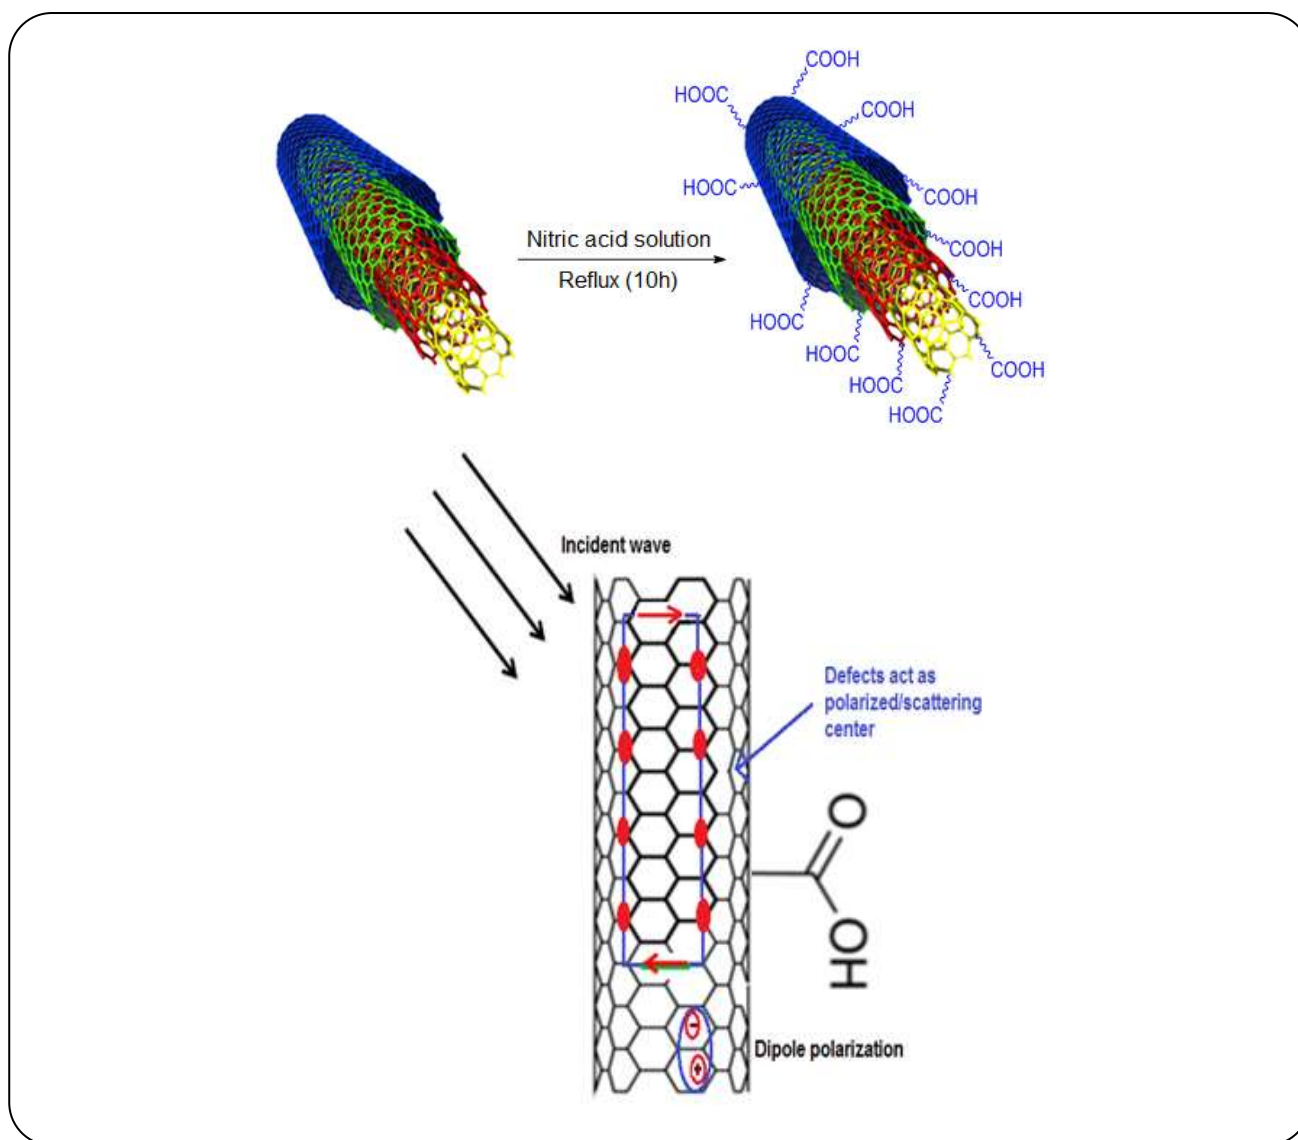 COOH
HOOC
COOH
HOOC
COOH
COOH
Nitric acid solution
Reflux (10h)
COOH
HOOC
HOOC
COOH
HOOC
HOOC
Incident wave
Defects act as
polarized/scattering
center
O
OH
-
+
Dipole polarization